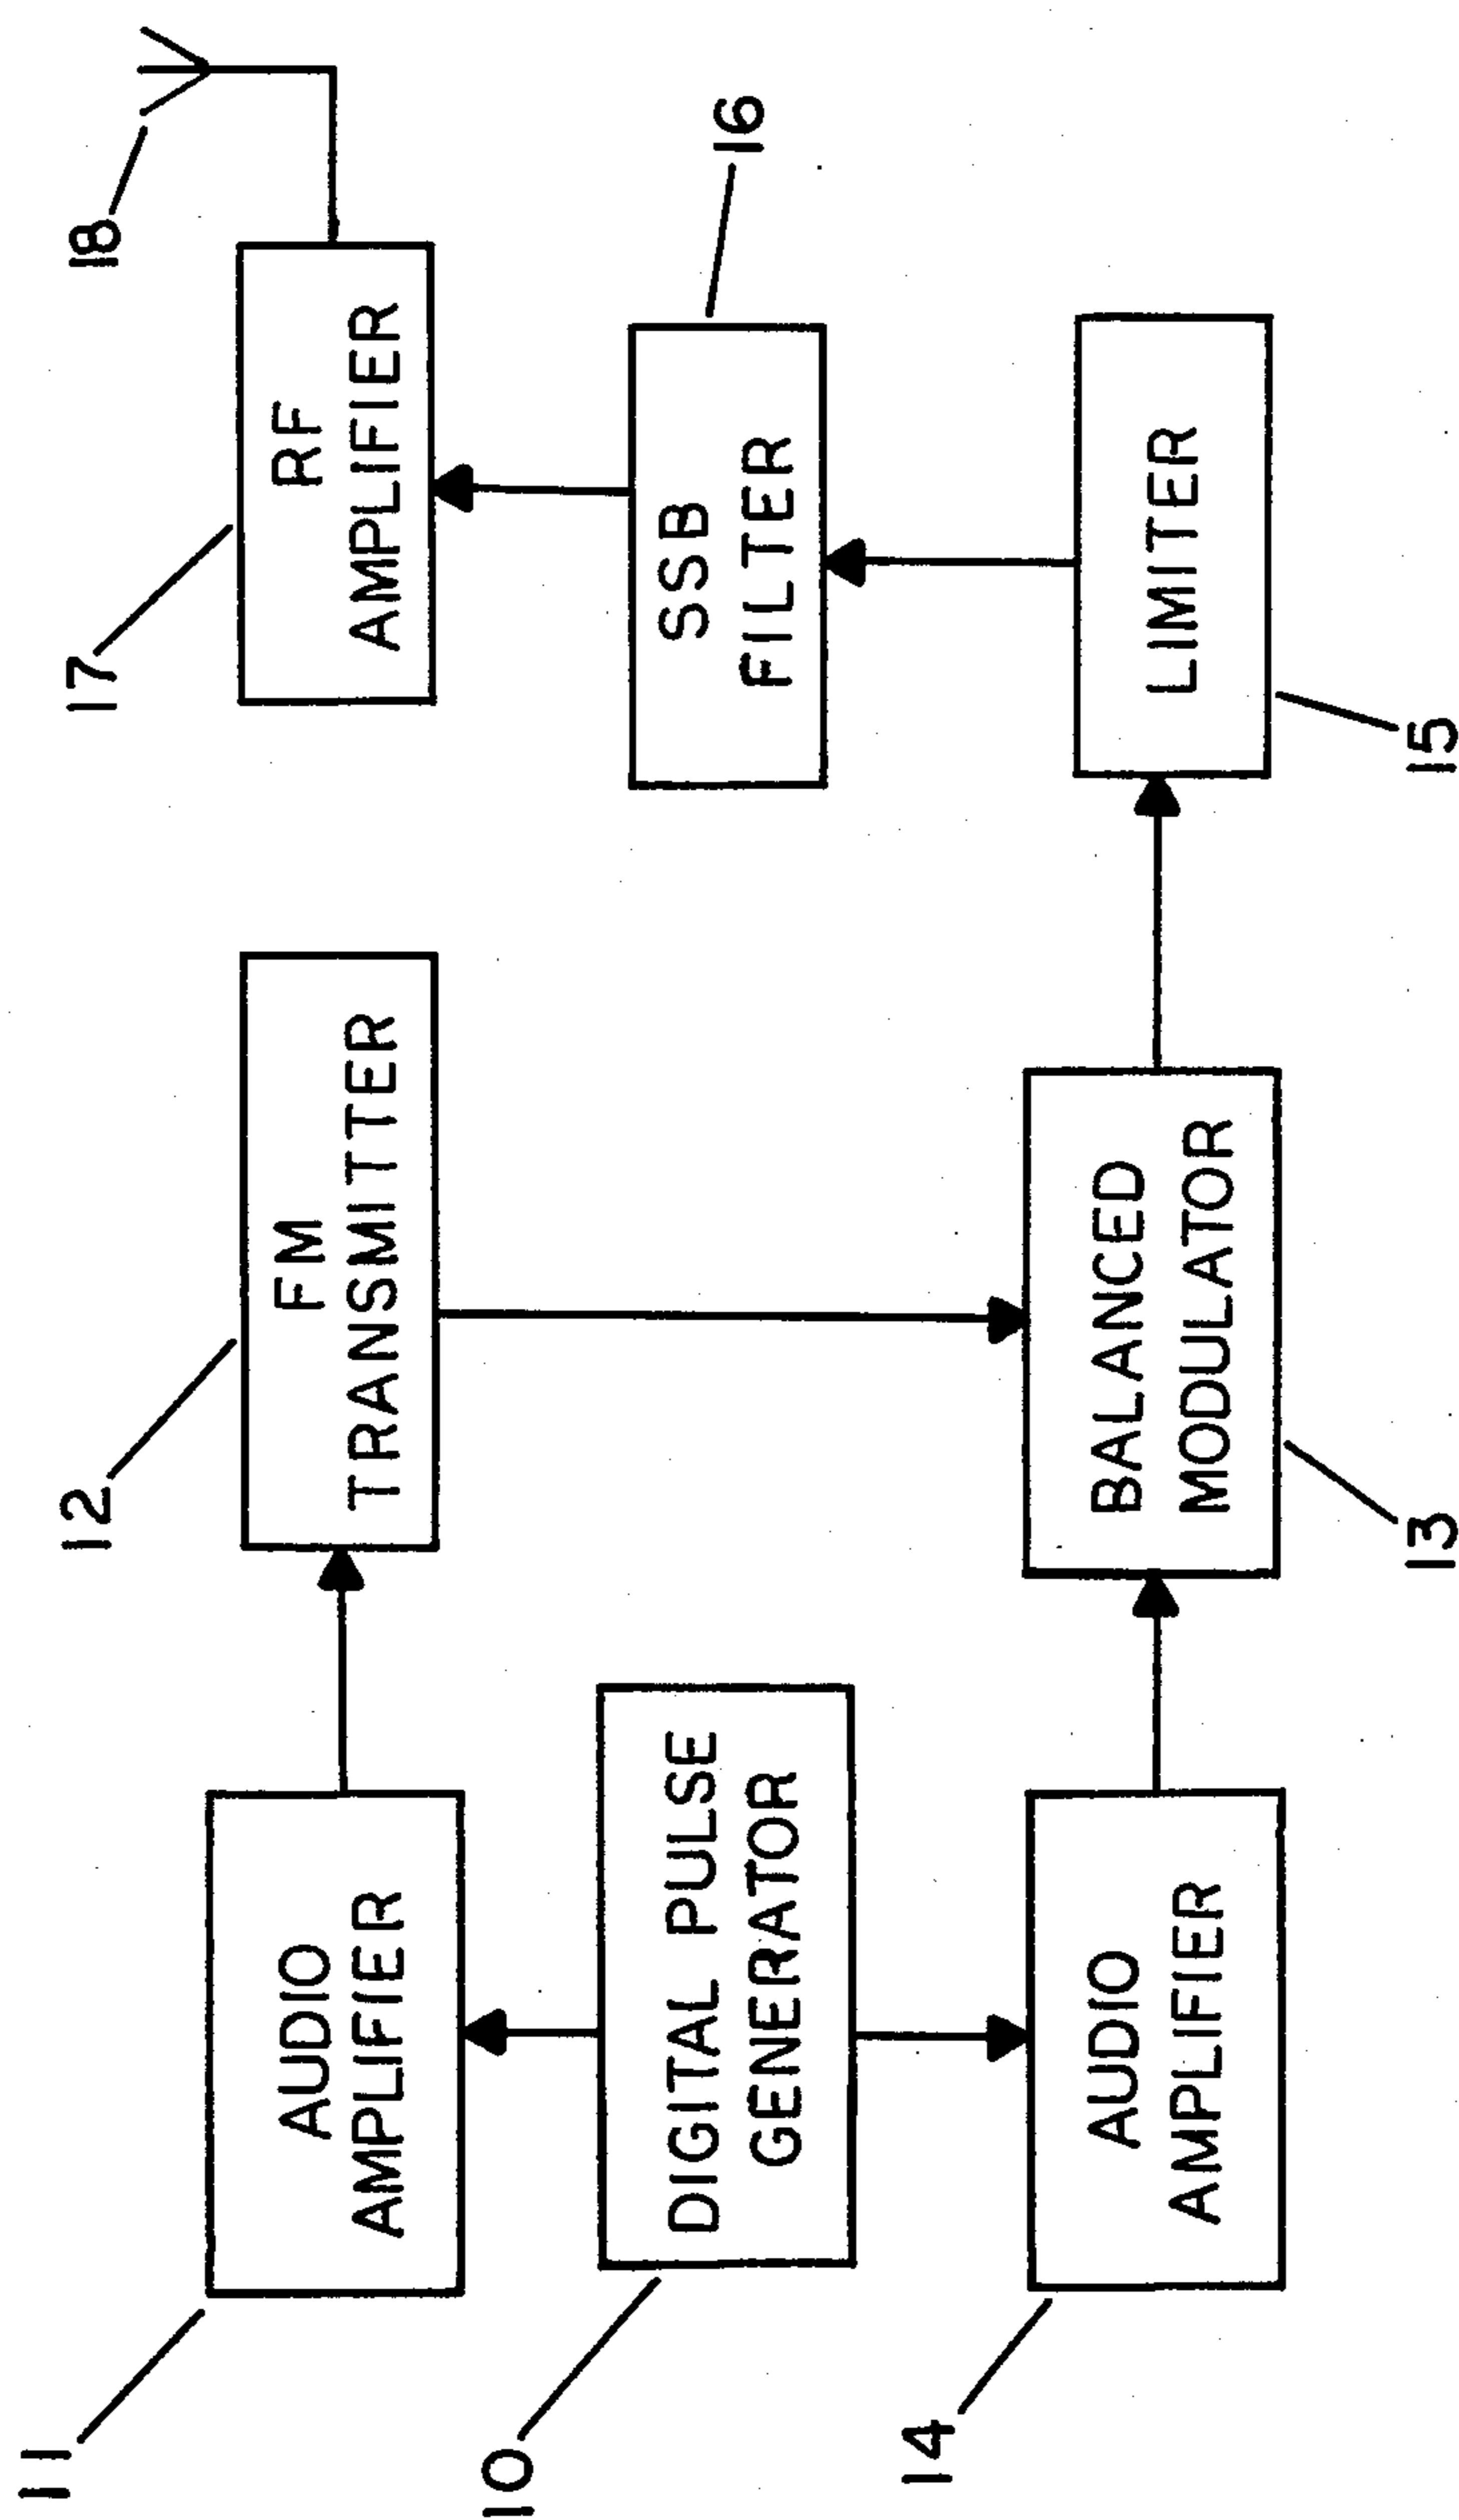 11
AUDIO
AMPLIFIER
12
FM
TRANSMITTER
17
RF
AMPLIFIER
18
10
DIGITAL PULSE
GENERATOR
SSB
FILTER
16
14
AUDIO
AMPLIFIER
BALANCED
MODULATOR
13
LIMITER
15